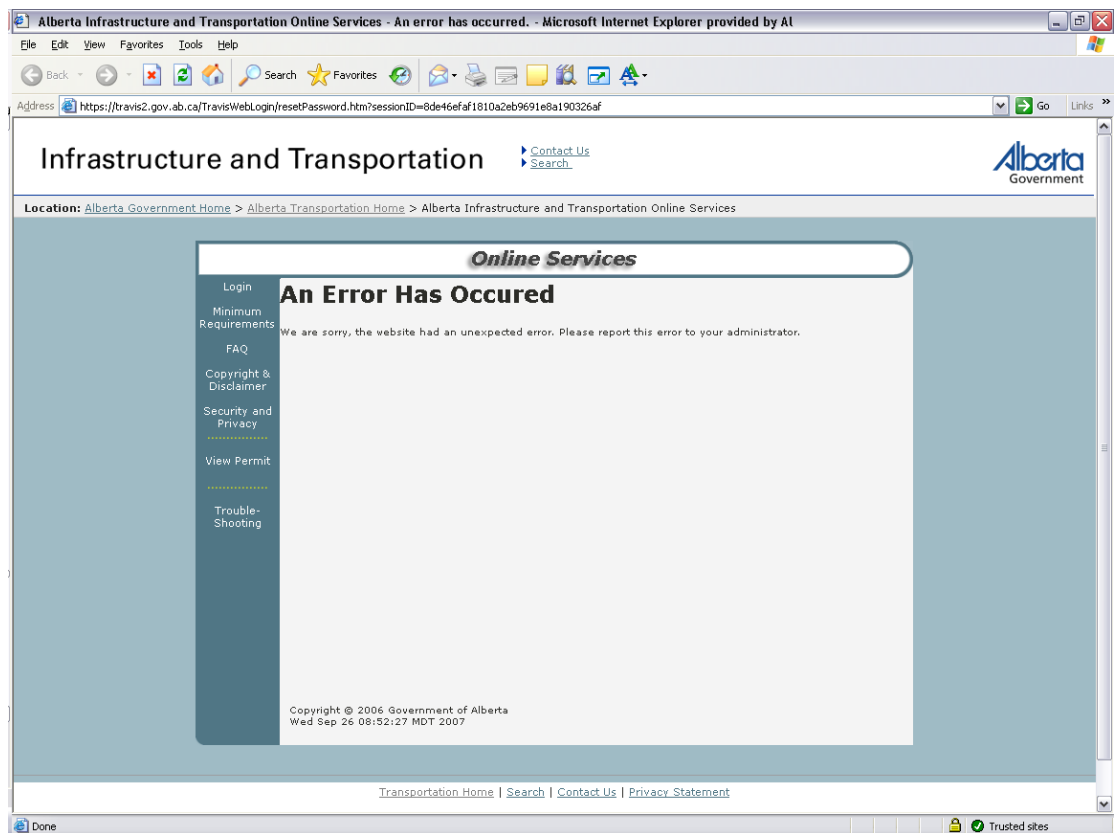 Alberta Infrastructure and Transportation Online Services - An error has occurred. - Microsoft Internet Explorer provided by Al
File Edit View Favorites Tools Help
Back Search Favorites
Address https://travis2.gov.ab.ca/TravisWebLogin/resetPassword.htm?sessionID=8de46efaf1810a2eb9691e8a190326af Go Links »
Infrastructure and Transportation
Contact Us
Search
Alberta
Government
Location: Alberta Government Home > Alberta Transportation Home > Alberta Infrastructure and Transportation Online Services
Online Services
Login
Minimum
Requirements
FAQ
Copyright &
Disclaimer
Security and
Privacy
View Permit
Trouble-
Shooting
An Error Has Occured
We are sorry, the website had an unexpected error. Please report this error to your administrator.
Copyright © 2006 Government of Alberta
Wed Sep 26 08:52:27 MDT 2007
Transportation Home | Search | Contact Us | Privacy Statement
Done Trusted sites